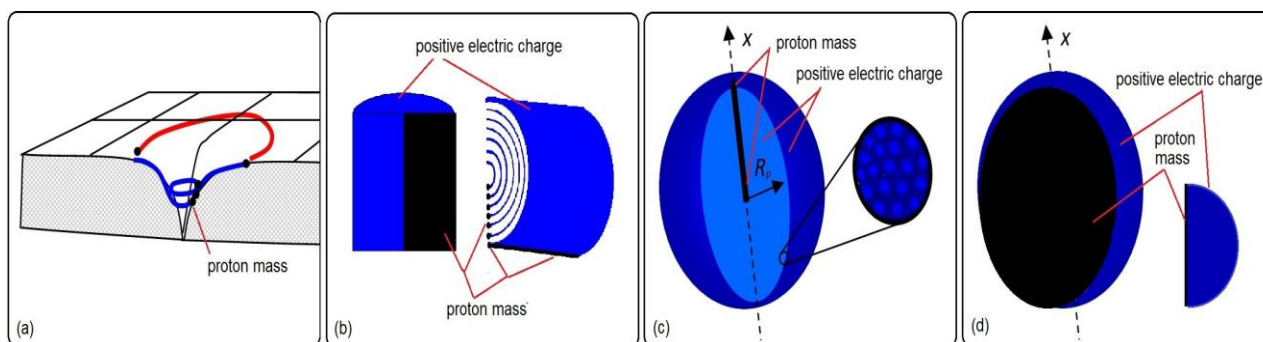 proton mass
(a)
positive electric charge
proton mass
(b)
x
proton mass
positive electric charge
Rp
(c)
x
positive electric charge
proton
mass
(d)